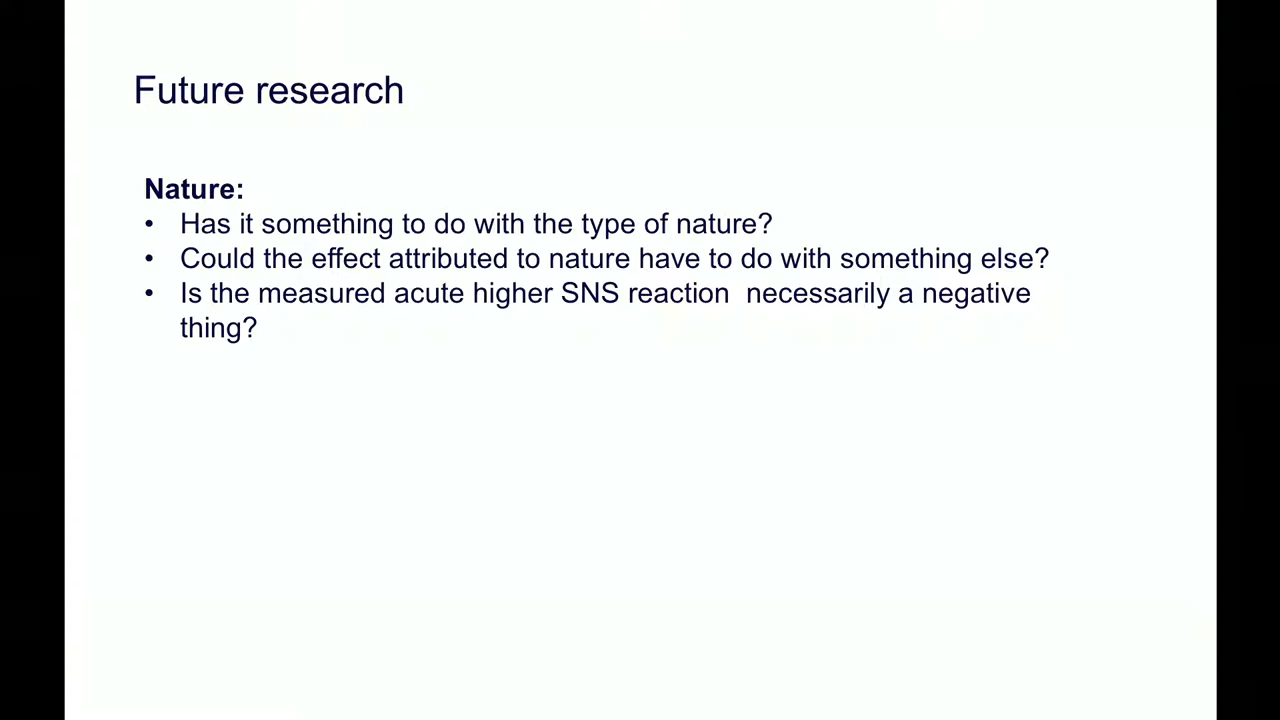 Future research
Nature:
• Has it something to do with the type of nature?
• Could the effect attributed to nature have to do with something else?
• Is the measured acute higher SNS reaction  necessarily a negative
thing?